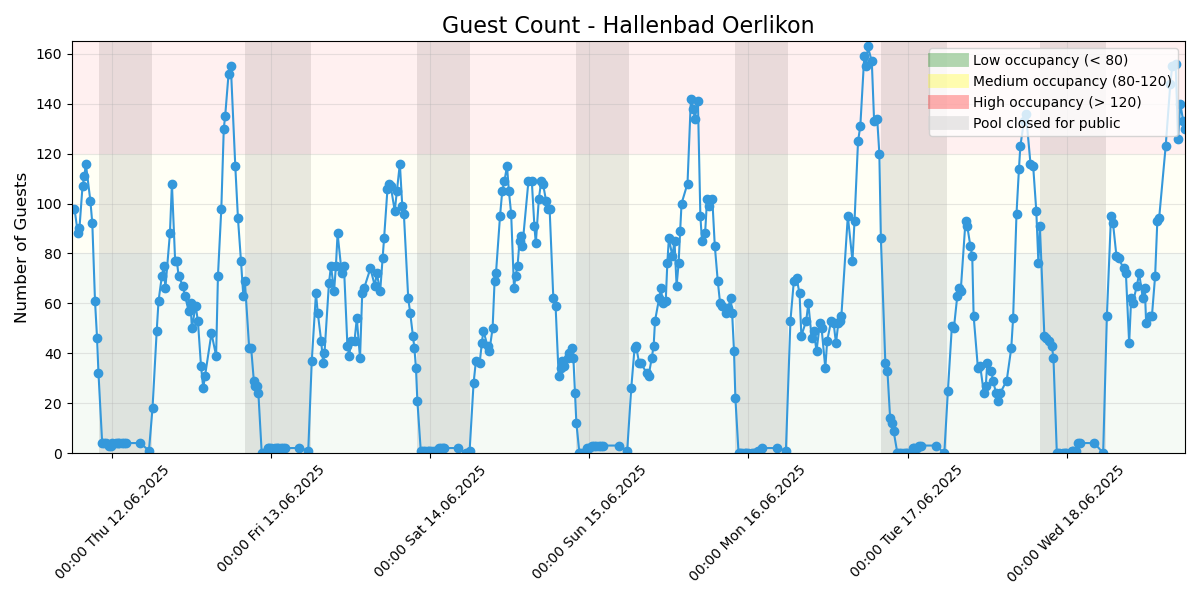 Guest Count - Hallenbad Oerlikon
Number of Guests
160
140
120
100
80
60
40
20
0
Low occupancy (< 80)
Medium occupancy (80-120)
High occupancy (> 120)
Pool closed for public
00:00 Thu 12.06.2025
00:00 Fri 13.06.2025
00:00 Sat 14.06.2025
00:00 Sun 15.06.2025
00:00 Mon 16.06.2025
00:00 Tue 17.06.2025
00:00 Wed 18.06.2025